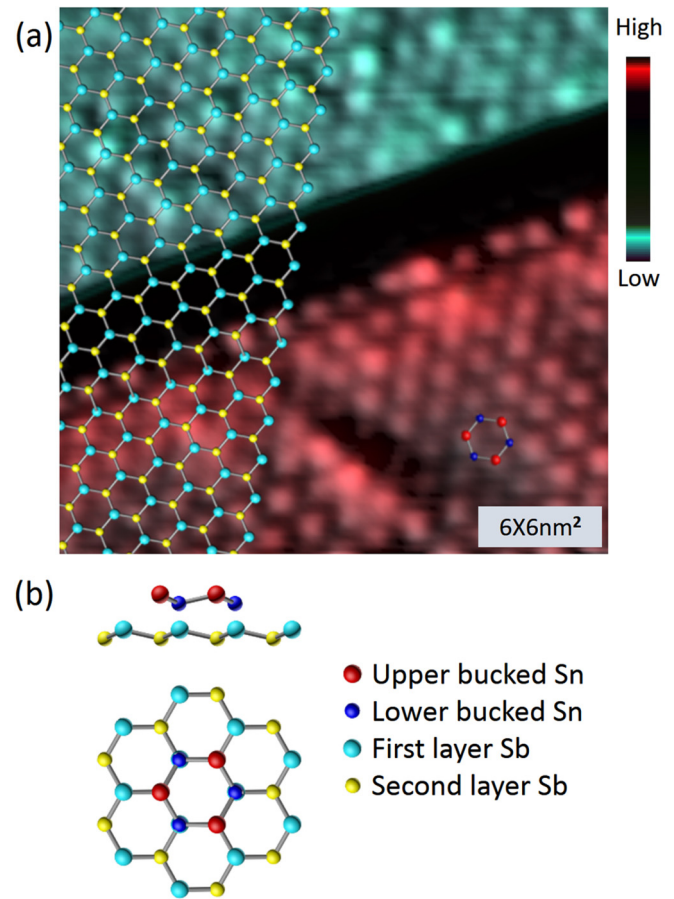 (a)
High
Low
6X6nm²
(b)
Upper bucked Sn
Lower bucked Sn
First layer Sb
Second layer Sb